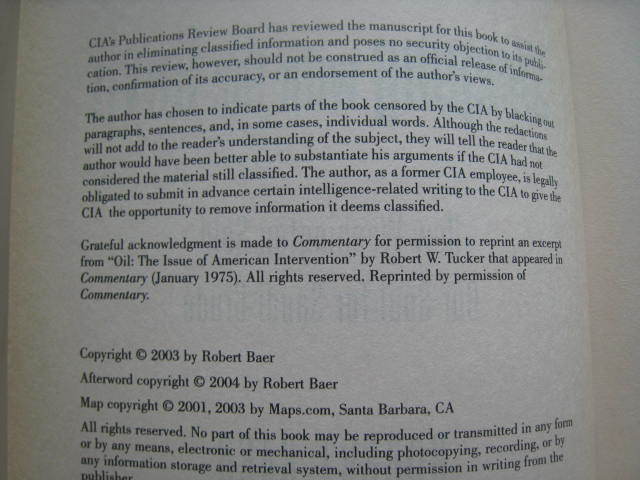 CIA's Publications Review Board has reviewed the manuscript for this book to assist the
author in eliminating classified information and poses no security objection to its publi-
cation. This review, however, should not be construed as an official release of informa-
tion, confirmation of its accuracy, or an endorsement of the author's views.
The author has chosen to indicate parts of the book censored by the CIA by blacking out
paragraphs, sentences, and, in some cases, individual words. Although the redactions
will not add to the reader's understanding of the subject, they will tell the reader that the
author would have been better able to substantiate his arguments if the CIA had not
considered the material still classified. The author, as a former CIA employee, is legally
obligated to submit in advance certain intelligence-related writing to the CIA to give the
CIA the opportunity to remove information it deems classified.
Grateful acknowledgment is made to Commentary for permission to reprint an excerpt
from "Oil: The Issue of American Intervention" by Robert W. Tucker that appeared in
Commentary (January 1975). All rights reserved. Reprinted by permission of
Commentary.
Copyright © 2003 by Robert Baer
Afterword copyright © 2004 by Robert Baer
Map copyright © 2001, 2003 by Maps.com, Santa Barbara, CA
All rights reserved. No part of this book may be reproduced or transmitted in any form
or by any means, electronic or mechanical, including photocopying, recording, or by
any information storage and retrieval system, without permission in writing from the
publisher.